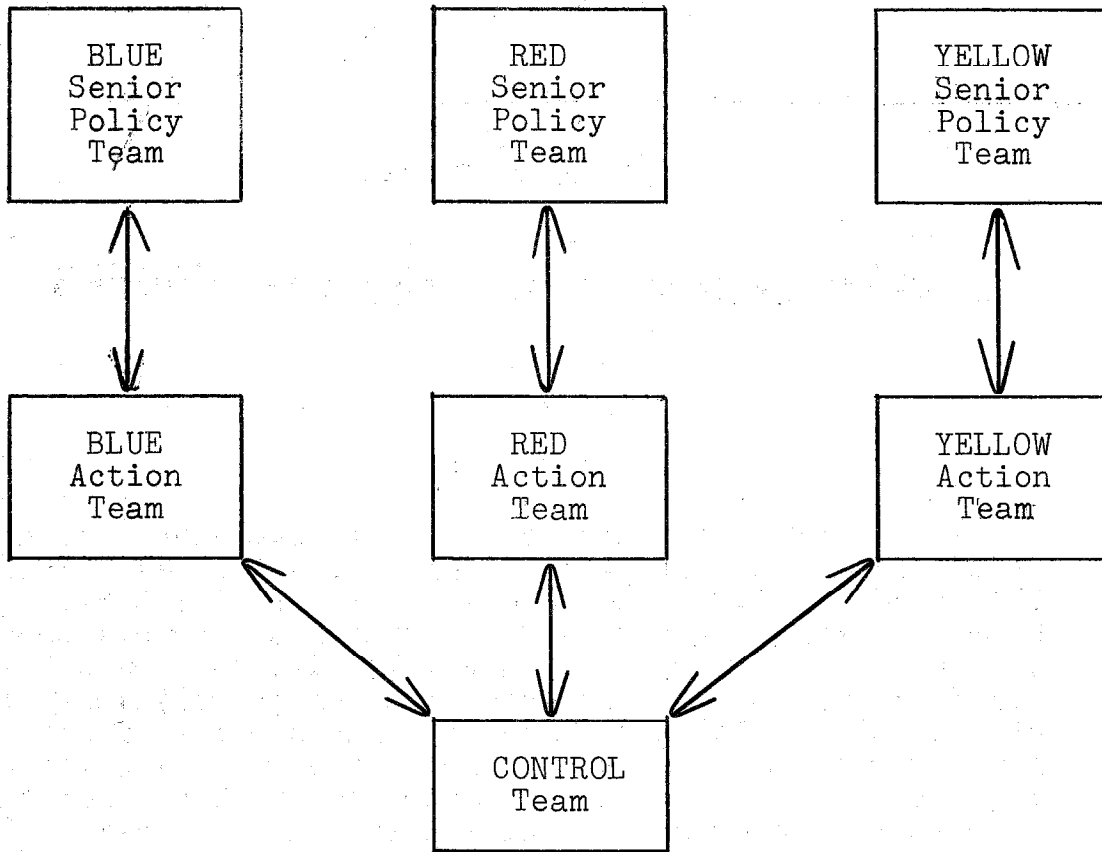 BLUE
Senior
Policy
Team
RED
Senior
Policy
Team
YELLOW
Senior
Policy
Team
BLUE
Action
Team
RED
Action
Team
YELLOW
Action
Team
CONTROL
Team